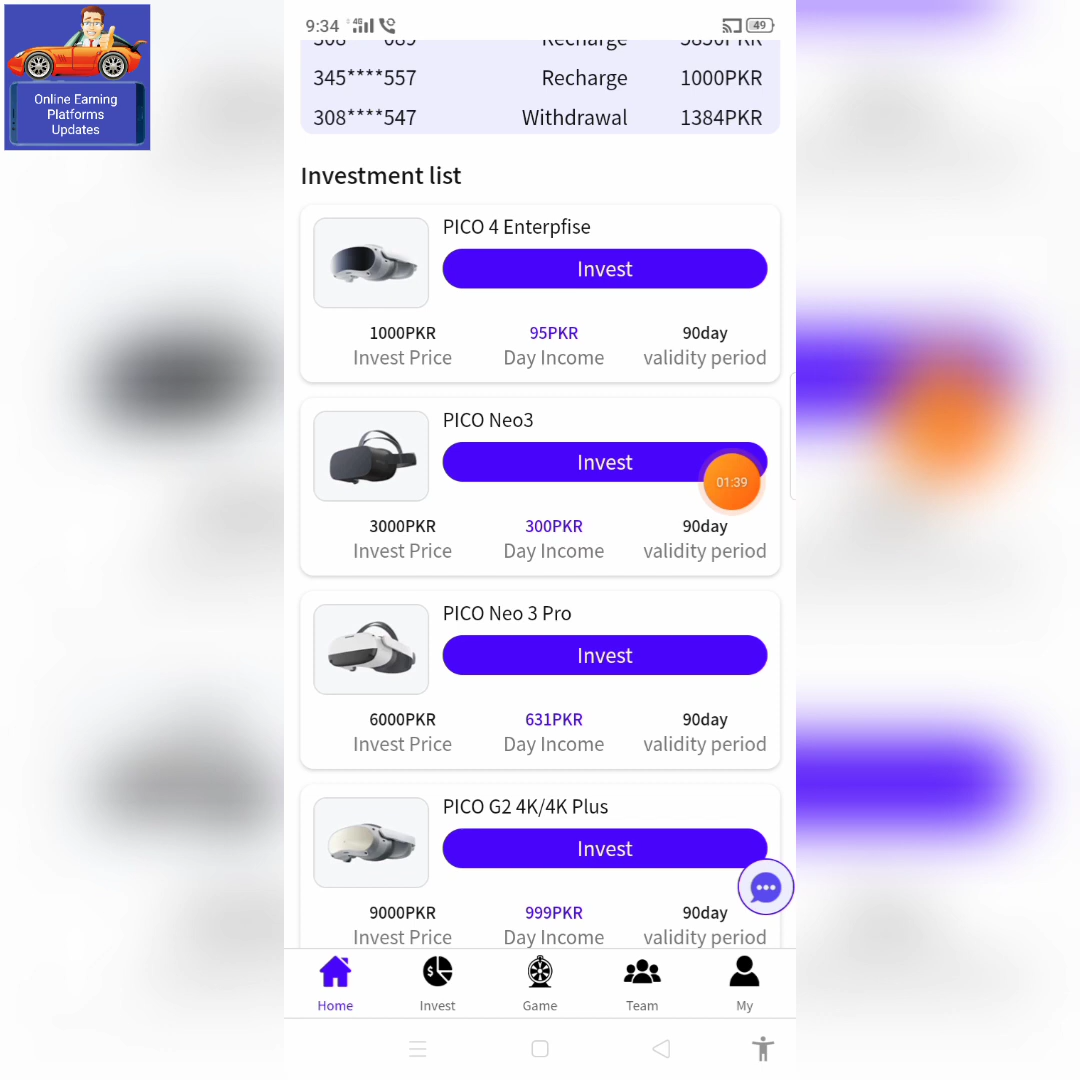 Online Earning
Platforms
Updates
9:34 4G 49
Recharge
345****557 Recharge 1000PKR
308****547 Withdrawal 1384PKR
Investment list
PICO 4 Enterpfise
Invest
1000PKR 95PKR 90day
Invest Price Day Income validity period
PICO Neo3
Invest
01:39
3000PKR 300PKR 90day
Invest Price Day Income validity period
PICO Neo 3 Pro
Invest
6000PKR 631PKR 90day
Invest Price Day Income validity period
PICO G2 4K/4K Plus
Invest
9000PKR 999PKR 90day
Invest Price Day Income validity period
Home Invest Game Team My